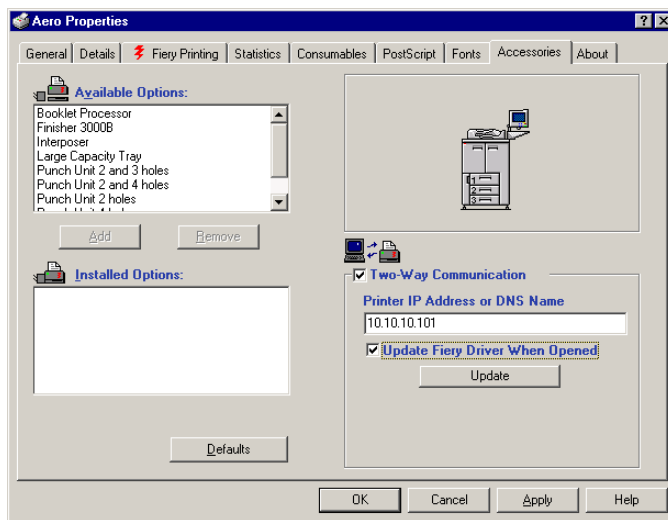 Aero Properties
General Details Fiery Printing Statistics Consumables PostScript Fonts Accessories About
Available Options:
Booklet Processor
Finisher 3000B
Interposer
Large Capacity Tray
Punch Unit 2 and 3 holes
Punch Unit 2 and 4 holes
Punch Unit 2 holes
Add Remove
Installed Options:
Defaults
1
2
3
Two-Way Communication
Printer IP Address or DNS Name
10.10.10.101
Update Fiery Driver When Opened
Update
OK Cancel Apply Help